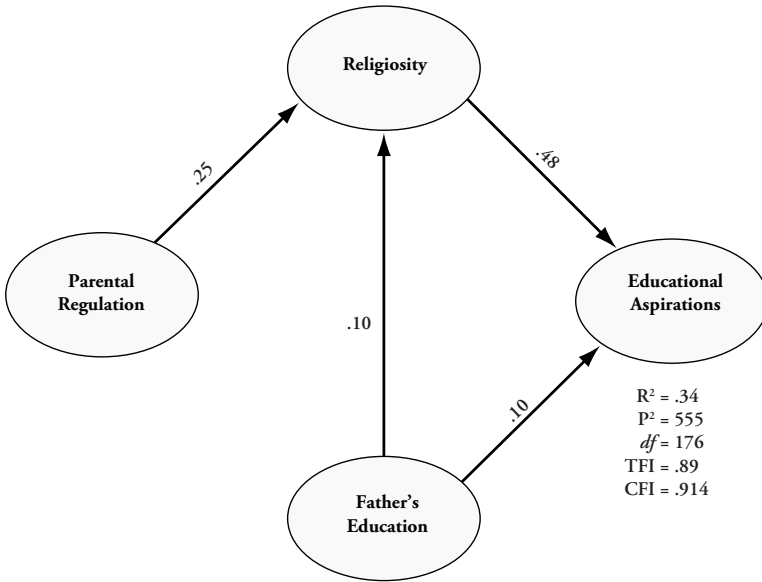 Religiosity
.25
.48
Parental
Regulation
Educational
Aspirations
.10
.10
R² = .34
P² = 555
df = 176
TFI = .89
CFI = .914
Father’s
Education